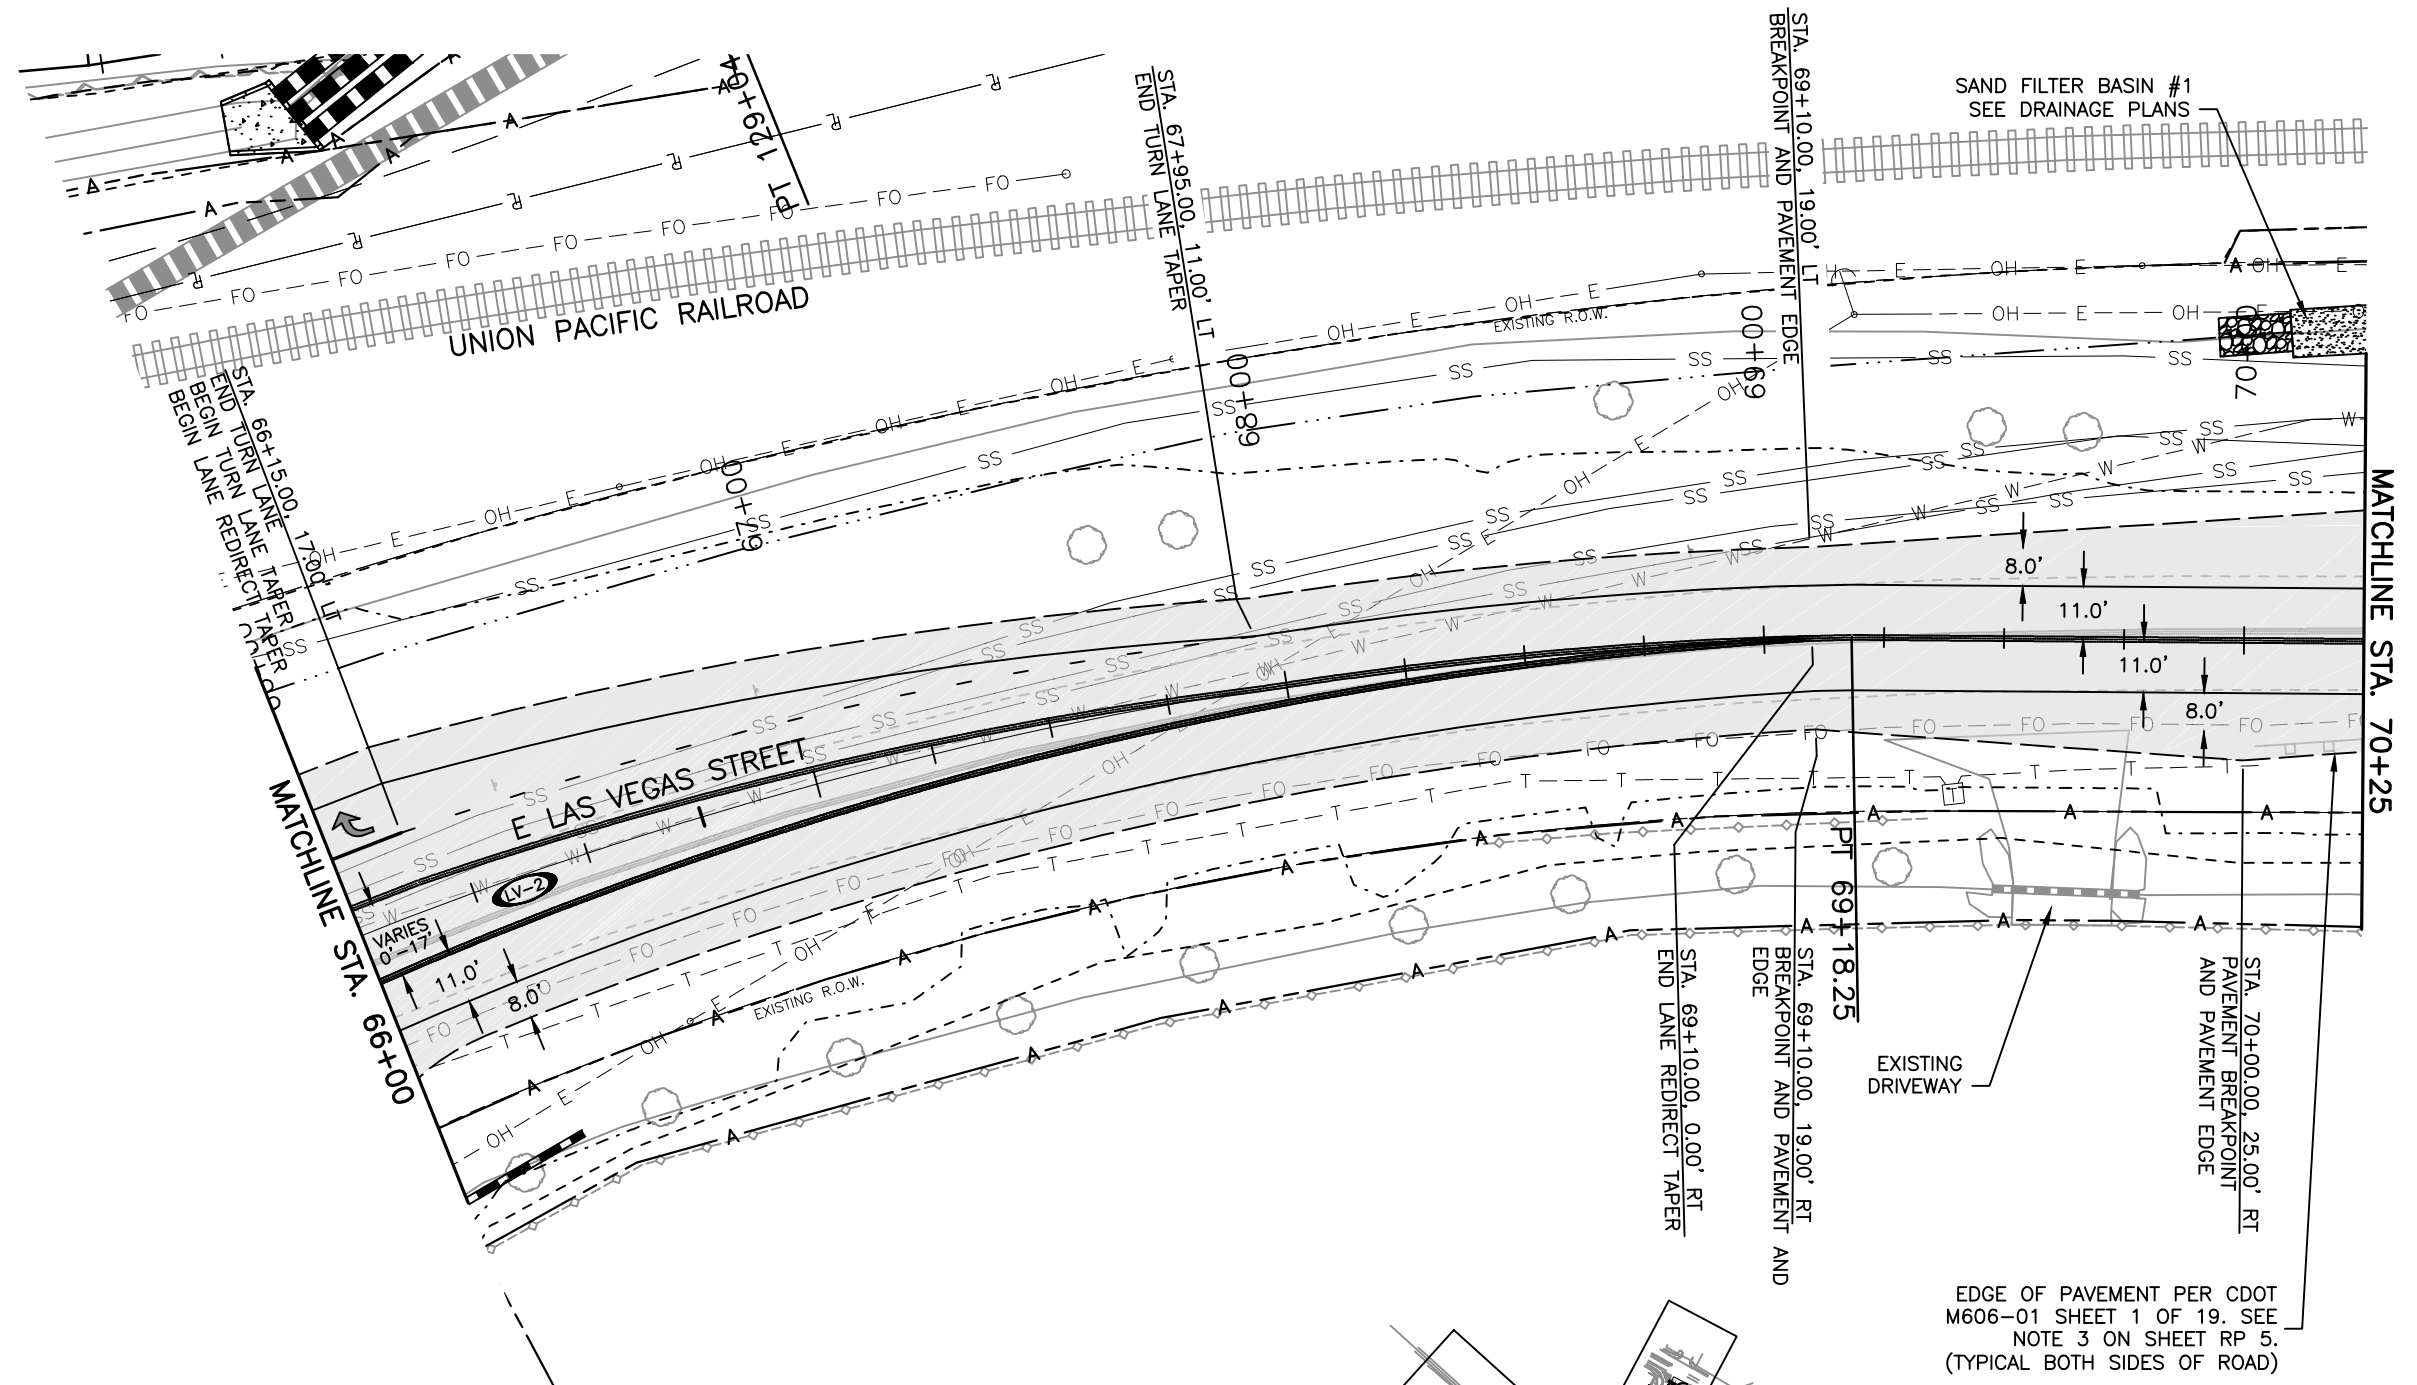 SAND FILTER BASIN #1
SEE DRAINAGE PLANS
STA. 69+10.00, 19.00' LT
BREAKPOINT AND PAVEMENT EDGE
STA. 67+95.00, 11.00' LT
END TURN LANE TAPER
PT 129+04
UNION PACIFIC RAILROAD
STA. 66+15.00, 17.00' LT
END TURN LANE
BEGIN TURN LANE TAPER
BEGIN LANE REDIRECT TAPER
EXISTING R.O.W.
67+00
68+00
69+00
MATCHLINE STA. 70+25
8.0'
11.0'
11.0'
8.0'
E LAS VEGAS STREET
LV-2
MATCHLINE STA. 66+00
VARIES
0'-17'
11.0'
8.0'
EXISTING R.O.W.
PT 69+18.25
STA. 69+10.00, 0.00' RT
END LANE REDIRECT TAPER
STA. 69+10.00, 19.00' RT
BREAKPOINT AND PAVEMENT AND
EDGE
EXISTING
DRIVEWAY
STA. 70+00.00, 25.00' RT
PAVEMENT BREAKPOINT
AND PAVEMENT EDGE
EDGE OF PAVEMENT PER CDOT
M606-01 SHEET 1 OF 19. SEE
NOTE 3 ON SHEET RP 5.
(TYPICAL BOTH SIDES OF ROAD)